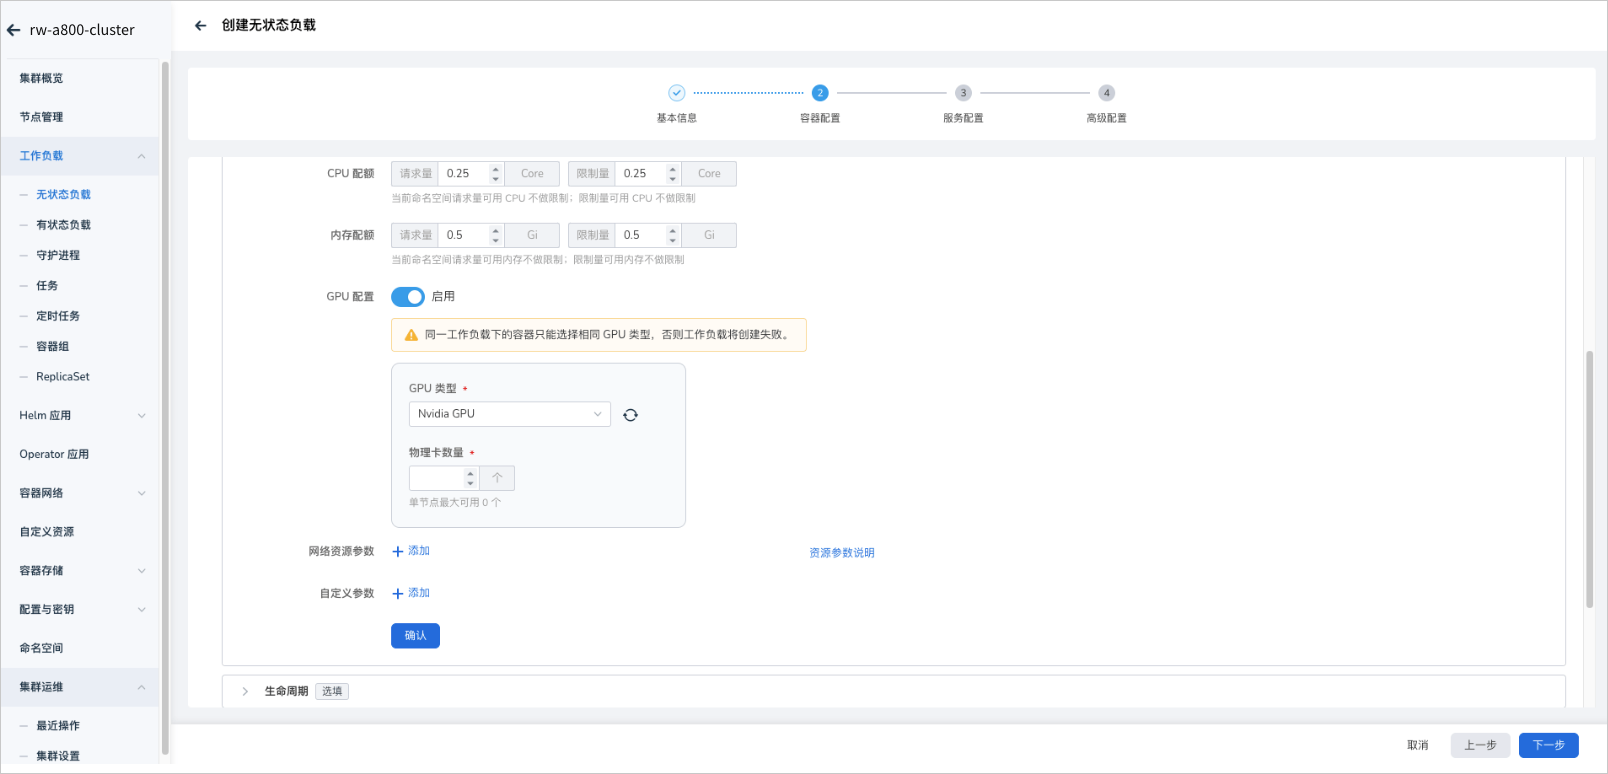 rw-a800-cluster
集群概览
节点管理
工作负载
无状态负载
有状态负载
守护进程
任务
定时任务
容器组
ReplicaSet
Helm 应用
Operator 应用
容器网络
自定义资源
容器存储
配置与密钥
命名空间
集群运维
最近操作
集群设置
创建无状态负载
2 3 4
基本信息 容器配置 服务配置 高级配置
CPU 配额 请求量 0.25 Core 限制量 0.25 Core
当前命名空间请求量可用 CPU 不做限制；限制量可用 CPU 不做限制
内存配额 请求量 0.5 Gi 限制量 0.5 Gi
当前命名空间请求量可用内存不做限制；限制量可用内存不做限制
GPU 配置 启用
同一工作负载下的容器只能选择相同 GPU 类型，否则工作负载将创建失败。
GPU 类型 •
Nvidia GPU
物理卡数量 •
个
单节点最大可用 0 个
网络资源参数 添加 资源参数说明
自定义参数 添加
确认
生命周期 选填
取消 上一步 下一步